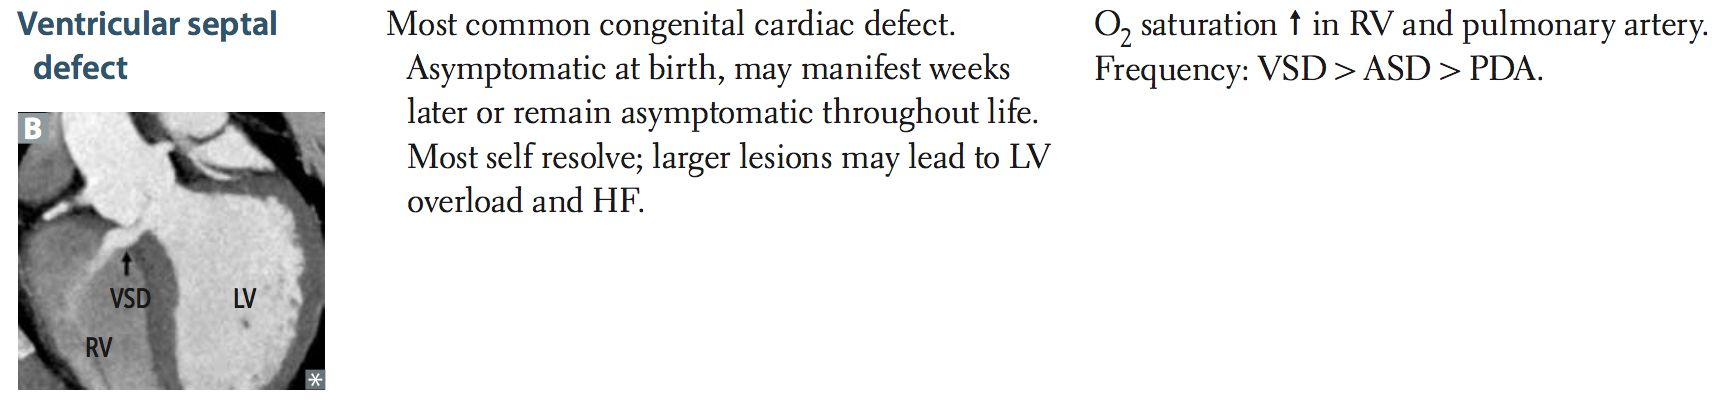 Ventricular septal
defect
B
VSD
LV
RV
*
Most common congenital cardiac defect.
Asymptomatic at birth, may manifest weeks
later or remain asymptomatic throughout life.
Most self resolve; larger lesions may lead to LV
overload and HF.
O₂ saturation ↑ in RV and pulmonary artery.
Frequency: VSD > ASD > PDA.